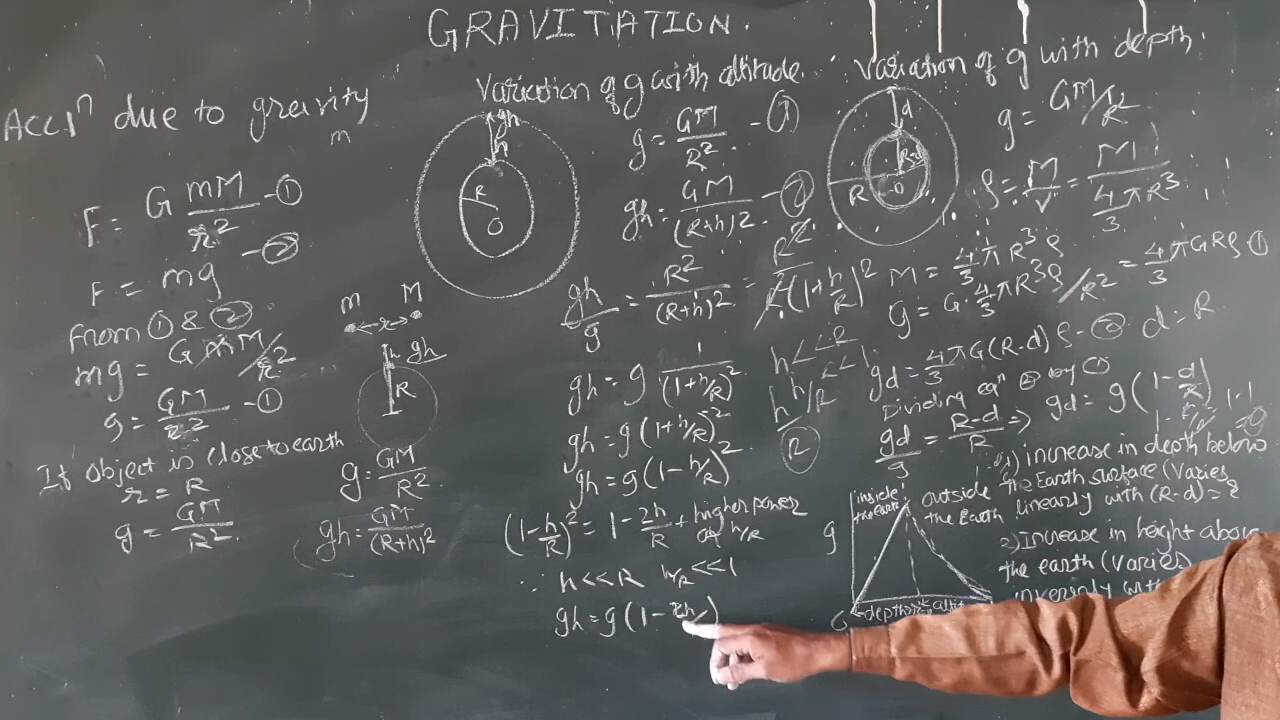 GRAVITATION.
Accln due to gravity
m
F = G mM/r² - ①
F = mg - ②
From ① & ②
mg = G mM/r²
g = GM/r² - ①
If object is close to earth
r = R
g = GM/R².
m M
r
h gh
R
g = GM/R².
gh = GM/(R+h)²
Variation of g with altitude.
gh
h
R
O
g = GM/R² - ①
gh = GM/(R+h)² - ②
gh/g = R²/(R+h)² = R²/R²(1+h/R)²
gh = g 1/(1+h/R)²
gh = g(1+h/R)⁻²
gh = g(1-h/R)²
(1-h/R)² = 1-2h/R + higher power of h/R
∵ h<<R h/R<<1
gh = g(1-2h/
h<<R
h/R<<1
R
Variation of g with depth.
d
R-d
R
O
g = GM/R²
ρ = M/V = M/4/3 πR³
M = 4/3 πR³ρ
g = G·4/3 πR³ρ/R² = 4/3 πGRρ ①
gd = 4/3 πG(R-d)ρ - ② d = R
Dividing eqn ② by ①
gd/g = R-d/R ⇒ gd = g(1-d/R)
1-1
1) increase in depth below
the Earth surface (Varies
linearly with (R-d) =
2) Increase in height above
the earth (varies
inversly with
inside the earth
outside the Earth
g
depth